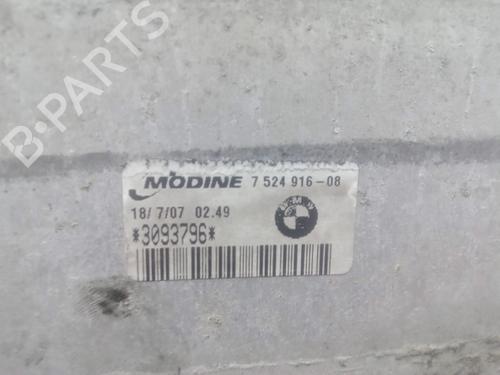 B-PARTS
MODINE 7 524 916-08
18/ 7/07 02.49
BMW
*3093796*